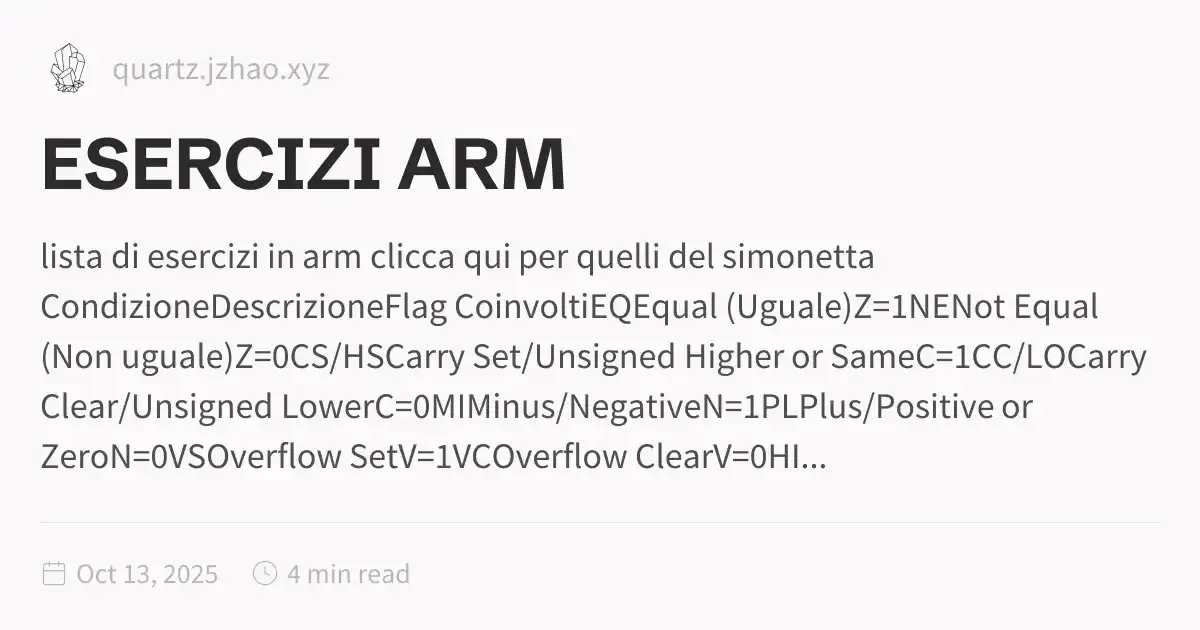 quartz.jzhao.xyz
ESERCIZI ARM
lista di esercizi in arm clicca qui per quelli del simonetta
CondizioneDescrizioneFlag CoinvoltiEQEqual (Uguale)Z=1NENot Equal
(Non uguale)Z=0CS/HSCarry Set/Unsigned Higher or SameC=1CC/LOCarry
Clear/Unsigned LowerC=0MIMinus/NegativeN=1PLPlus/Positive or
ZeroN=0VSOverflow SetV=1VCOverflow ClearV=0HI...
Oct 13, 2025 4 min read